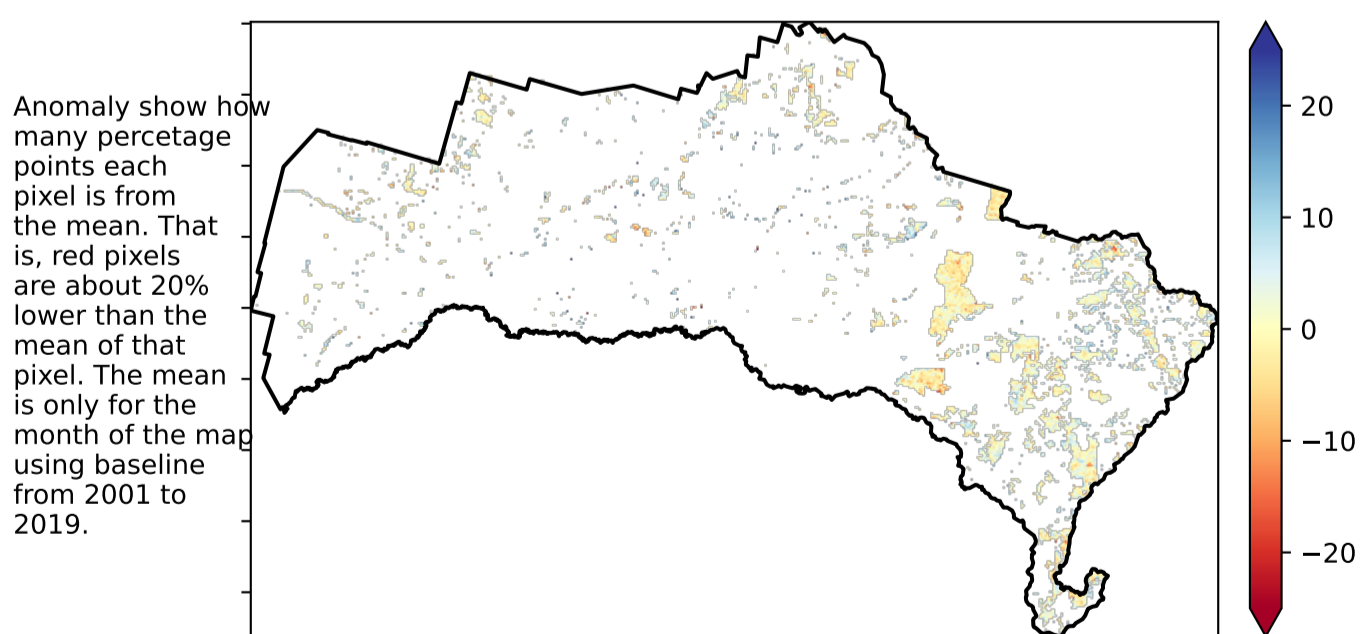 Anomaly show how
many percetage
points each
pixel is from
the mean. That
is, red pixels
are about 20%
lower than the
mean of that
pixel. The mean
is only for the
month of the map
using baseline
from 2001 to
2019.
20
10
0
−10
−20